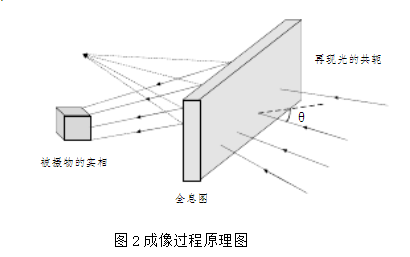 再现光的共轭
θ
被摄物的实相
全息图
图2成像过程原理图